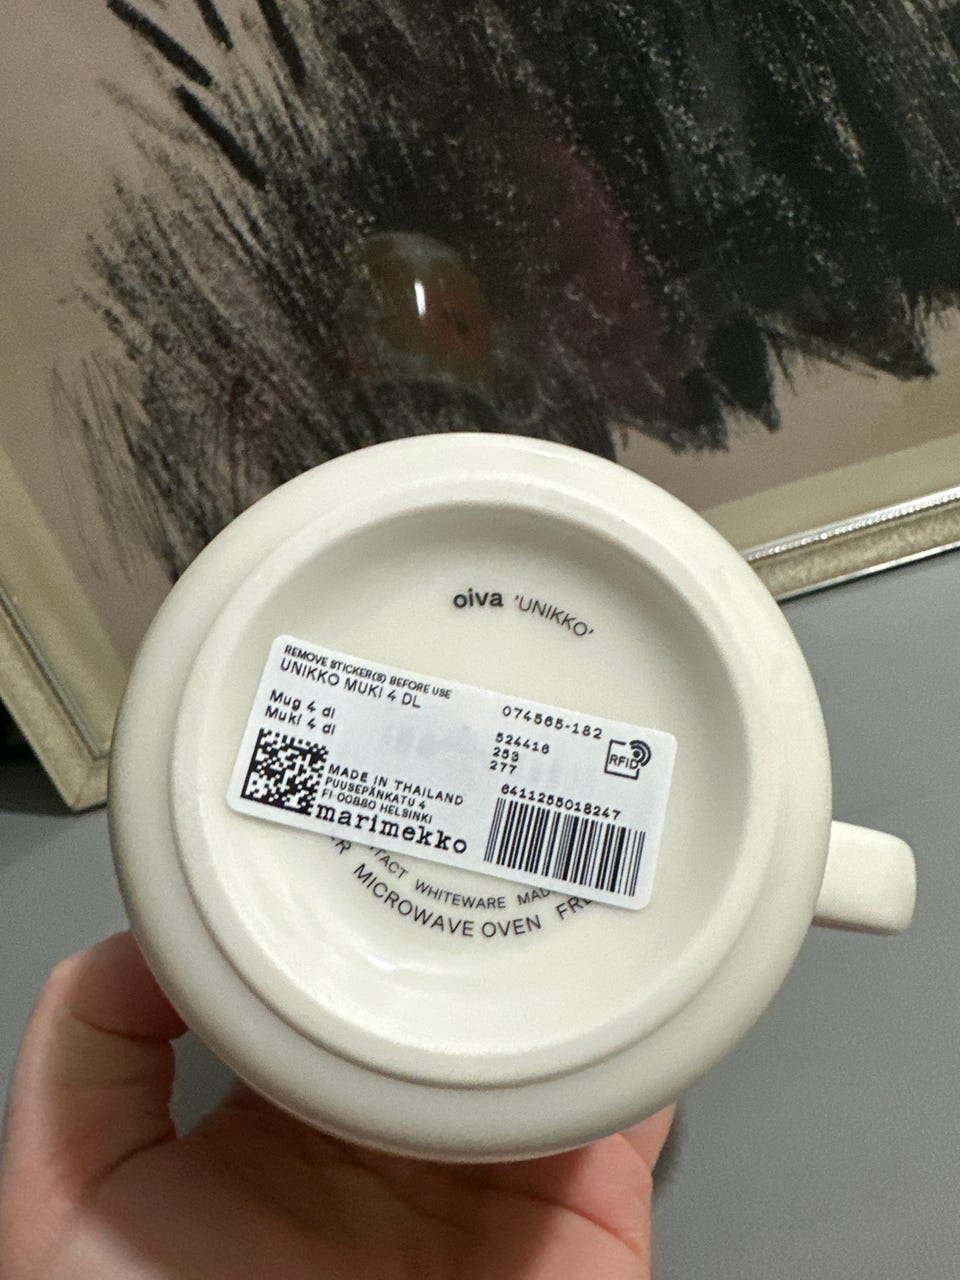 oiva 'UNIKKO'
REMOVE STICKER(S) BEFORE USE
UNIKKO MUKI 4 DL
Mug 4 dl
Muki 4 dl
074565-182
524416
253
277
RFID
6411255018247
MADE IN THAILAND
PUUSEPÄNKATU 4
FI 00880 HELSINKI
marimekko
WHITEWARE
MICROWAVE OVEN